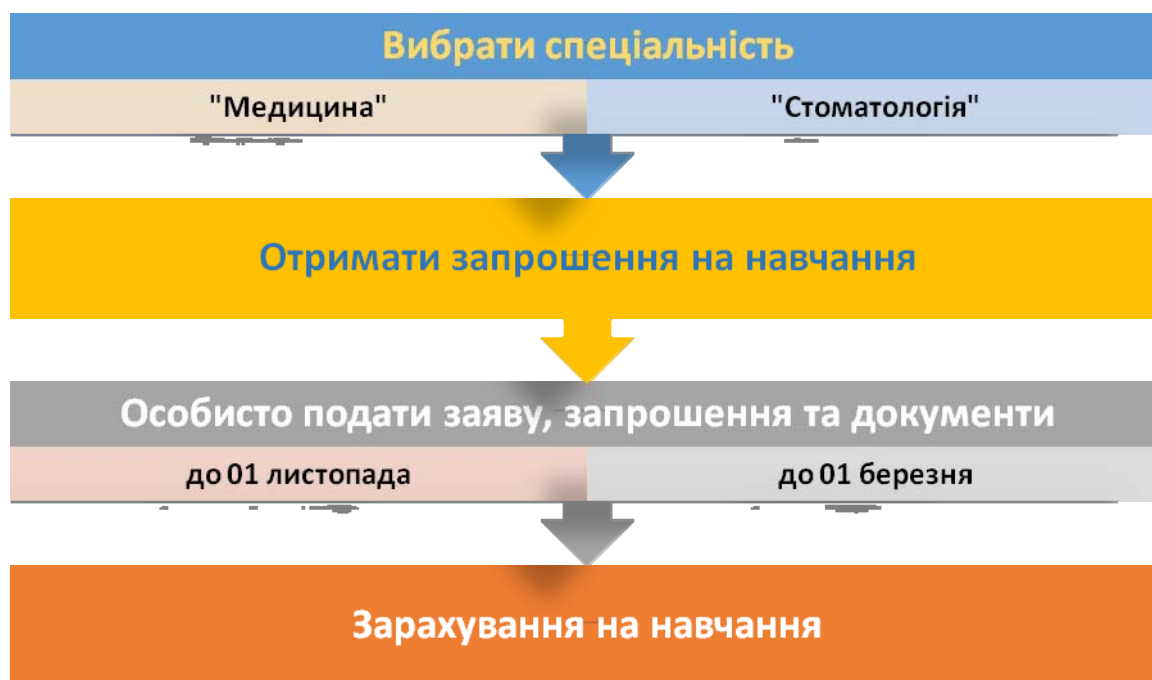 Вибрати спеціальність
"Медицина" "Стоматологія"
Отримати запрошення на навчання
Особисто подати заяву, запрошення та документи
до 01 листопада до 01 березня
Зарахування на навчання